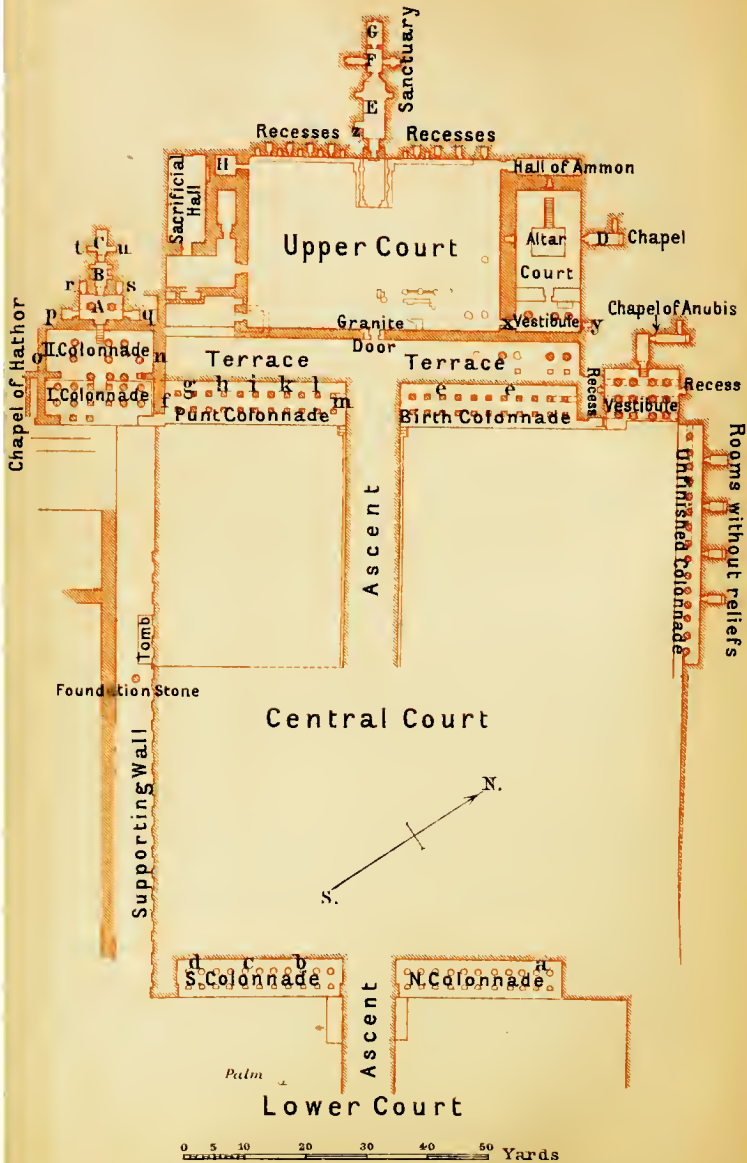 G
F
Sanctuary
E
Recesses
z
Recesses
Sacrificial Hall
H
Hall of Ammon
Upper Court
Altar
D
Chapel
Court
t
C
u
B
r
s
A
p
q
Chapel of Hathor
o
II. Colonnade
n
I. Colonnade
Granite
Door
x
Vestibule
y
Chapel of Anubis
Terrace
Terrace
f
g
h
i
k
l
m
Punt Colonnade
e
e
Birth Colonnade
Recess
Vestibule
Recess
Rooms without reliefs
Unfinished Colonnade
Ascent
Tomb
Foundation Stone
Central Court
Supporting Wall
N.
S.
d
c
b
S. Colonnade
a
N. Colonnade
Ascent
Palm
Lower Court
0 5 10 20 30 40 50 Yards